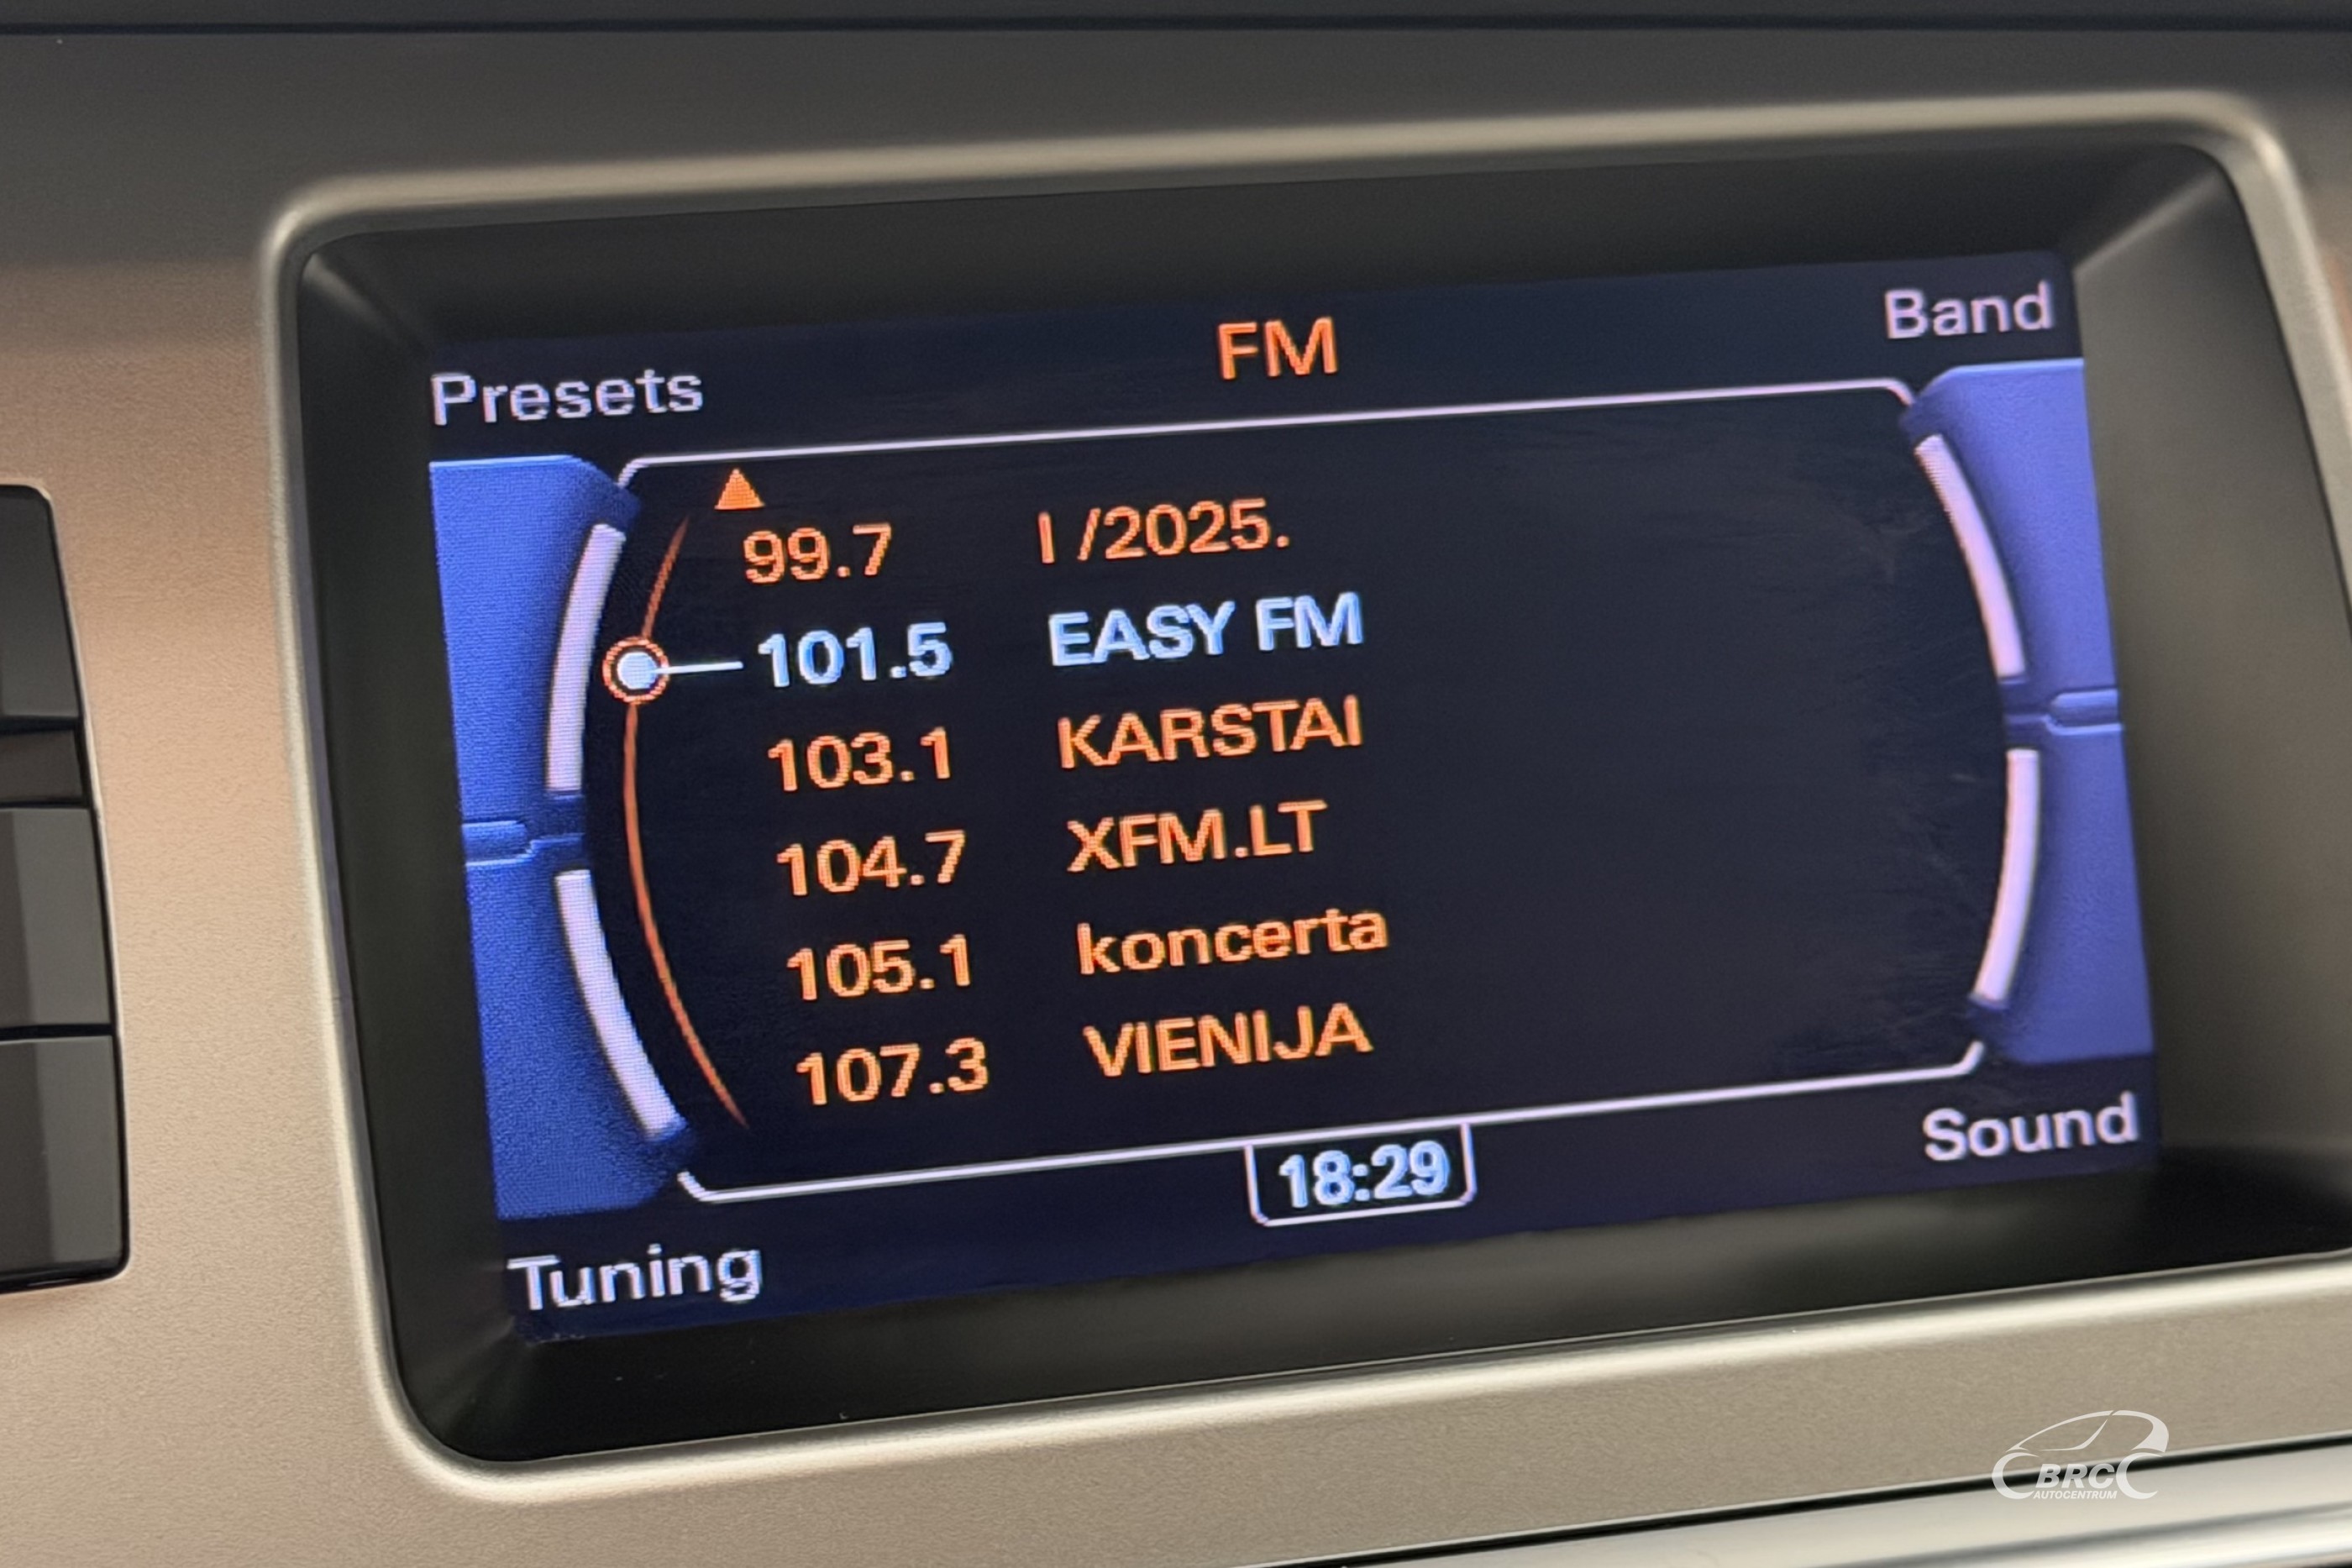 FM
Band
Presets
99.7 I /2025.
101.5 EASY FM
103.1 KARSTAI
104.7 XFM.LT
105.1 koncerta
107.3 VIENIJA
18:29
Sound
Tuning
BRC
AUTOCENTRUM